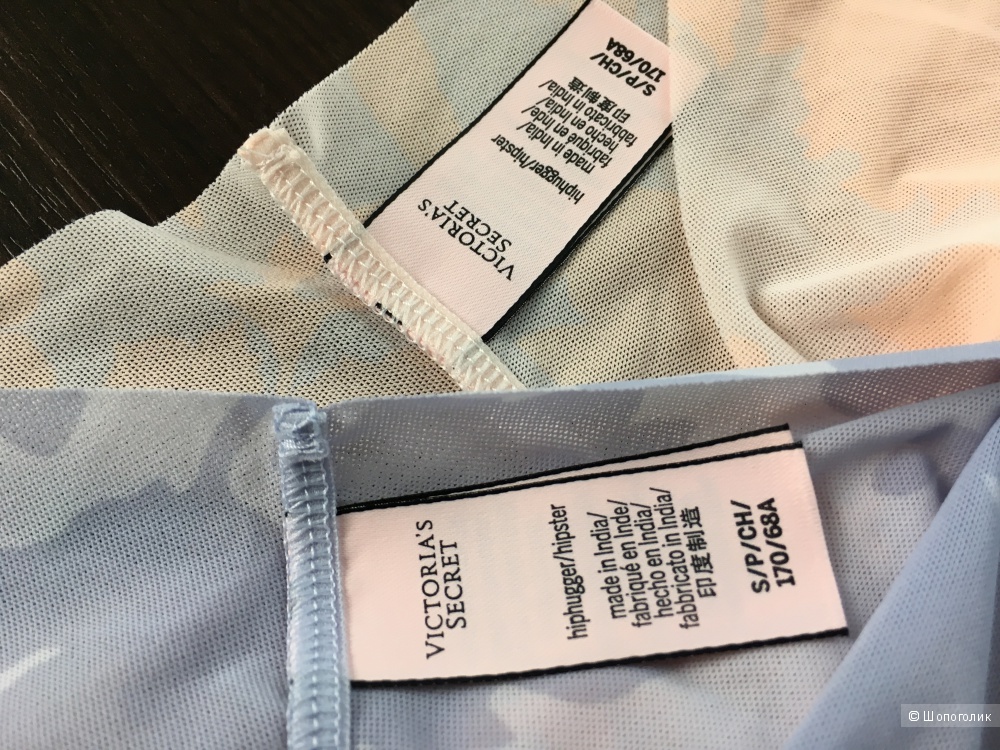 VICTORIA'S
SECRET
hiphugger/hipster
made in India/
fabriqué en Inde/
hecho en India/
fabbricato in India/
印度制造
S/P/CH/
170/68A
VICTORIA'S
SECRET
hiphugger/hipster
made in India/
fabriqué en Inde/
hecho en India/
fabbricato in India/
印度制造
S/P/CH/
170/68A
© Шопоголик